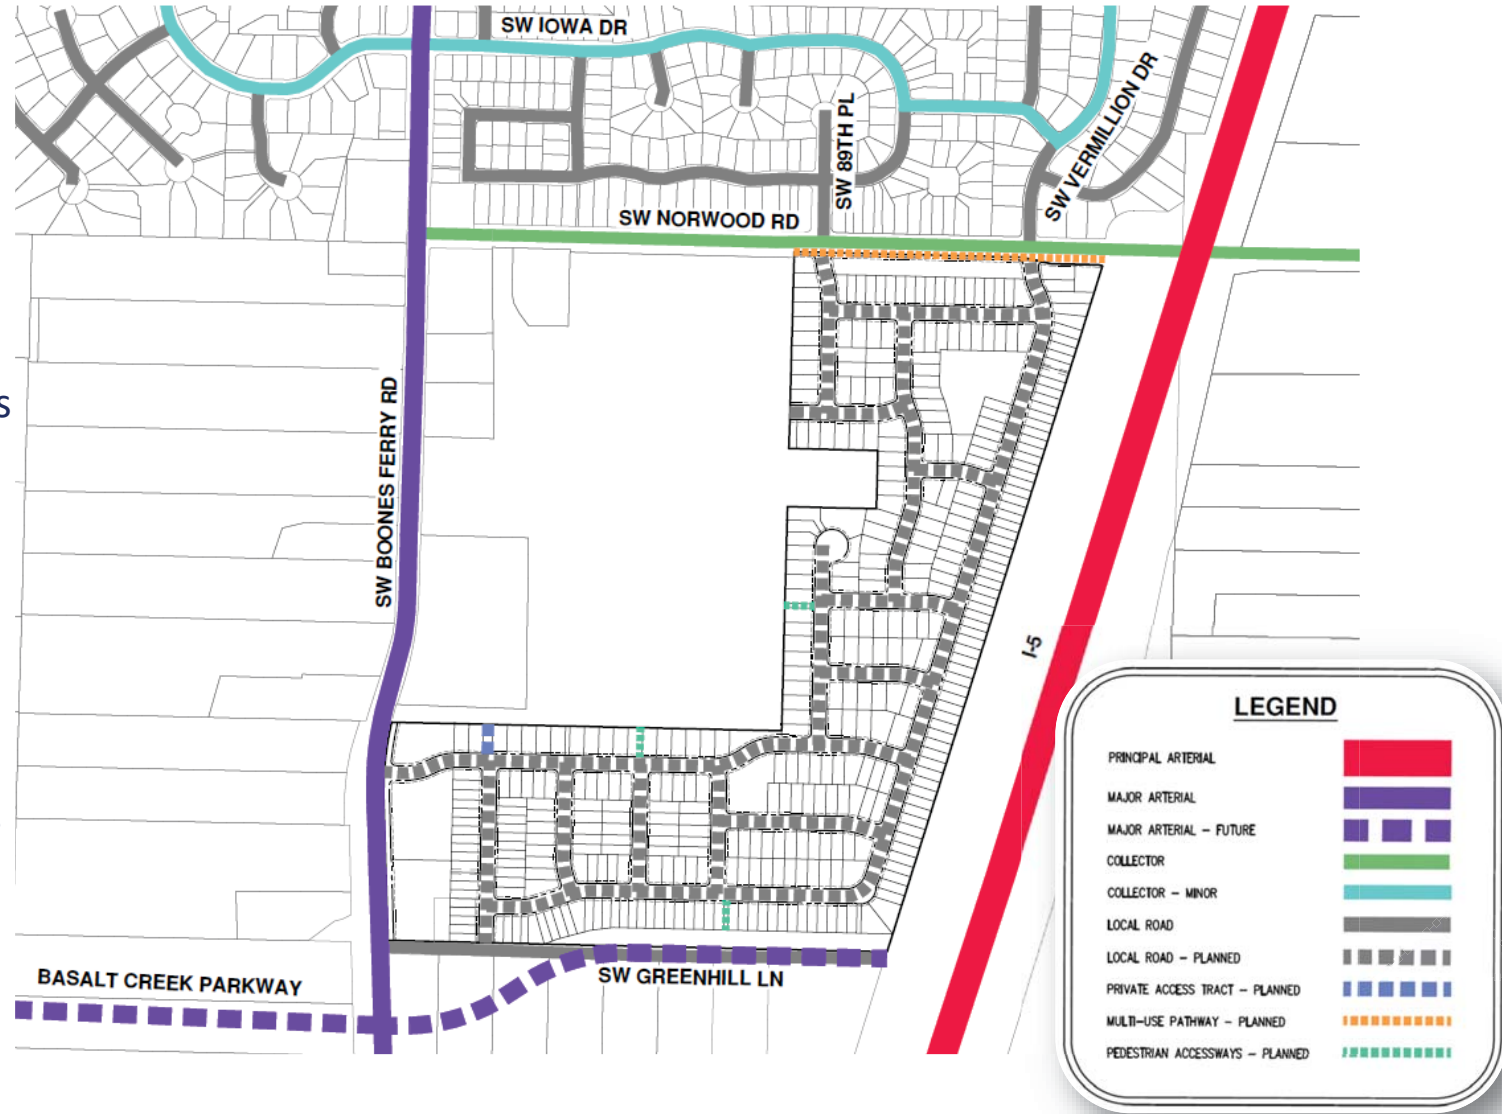 SW IOWA DR
SW VERMILLION DR
SW 89TH PL
SW NORWOOD RD
s
SW BOONES FERRY RD
I-5
BASALT CREEK PARKWAY
SW GREENHILL LN
LEGEND
PRINCIPAL ARTERIAL
MAJOR ARTERIAL
MAJOR ARTERIAL - FUTURE
COLLECTOR
COLLECTOR - MINOR
LOCAL ROAD
LOCAL ROAD - PLANNED
PRIVATE ACCESS TRACT - PLANNED
MULTI-USE PATHWAY - PLANNED
PEDESTRIAN ACCESSWAYS - PLANNED